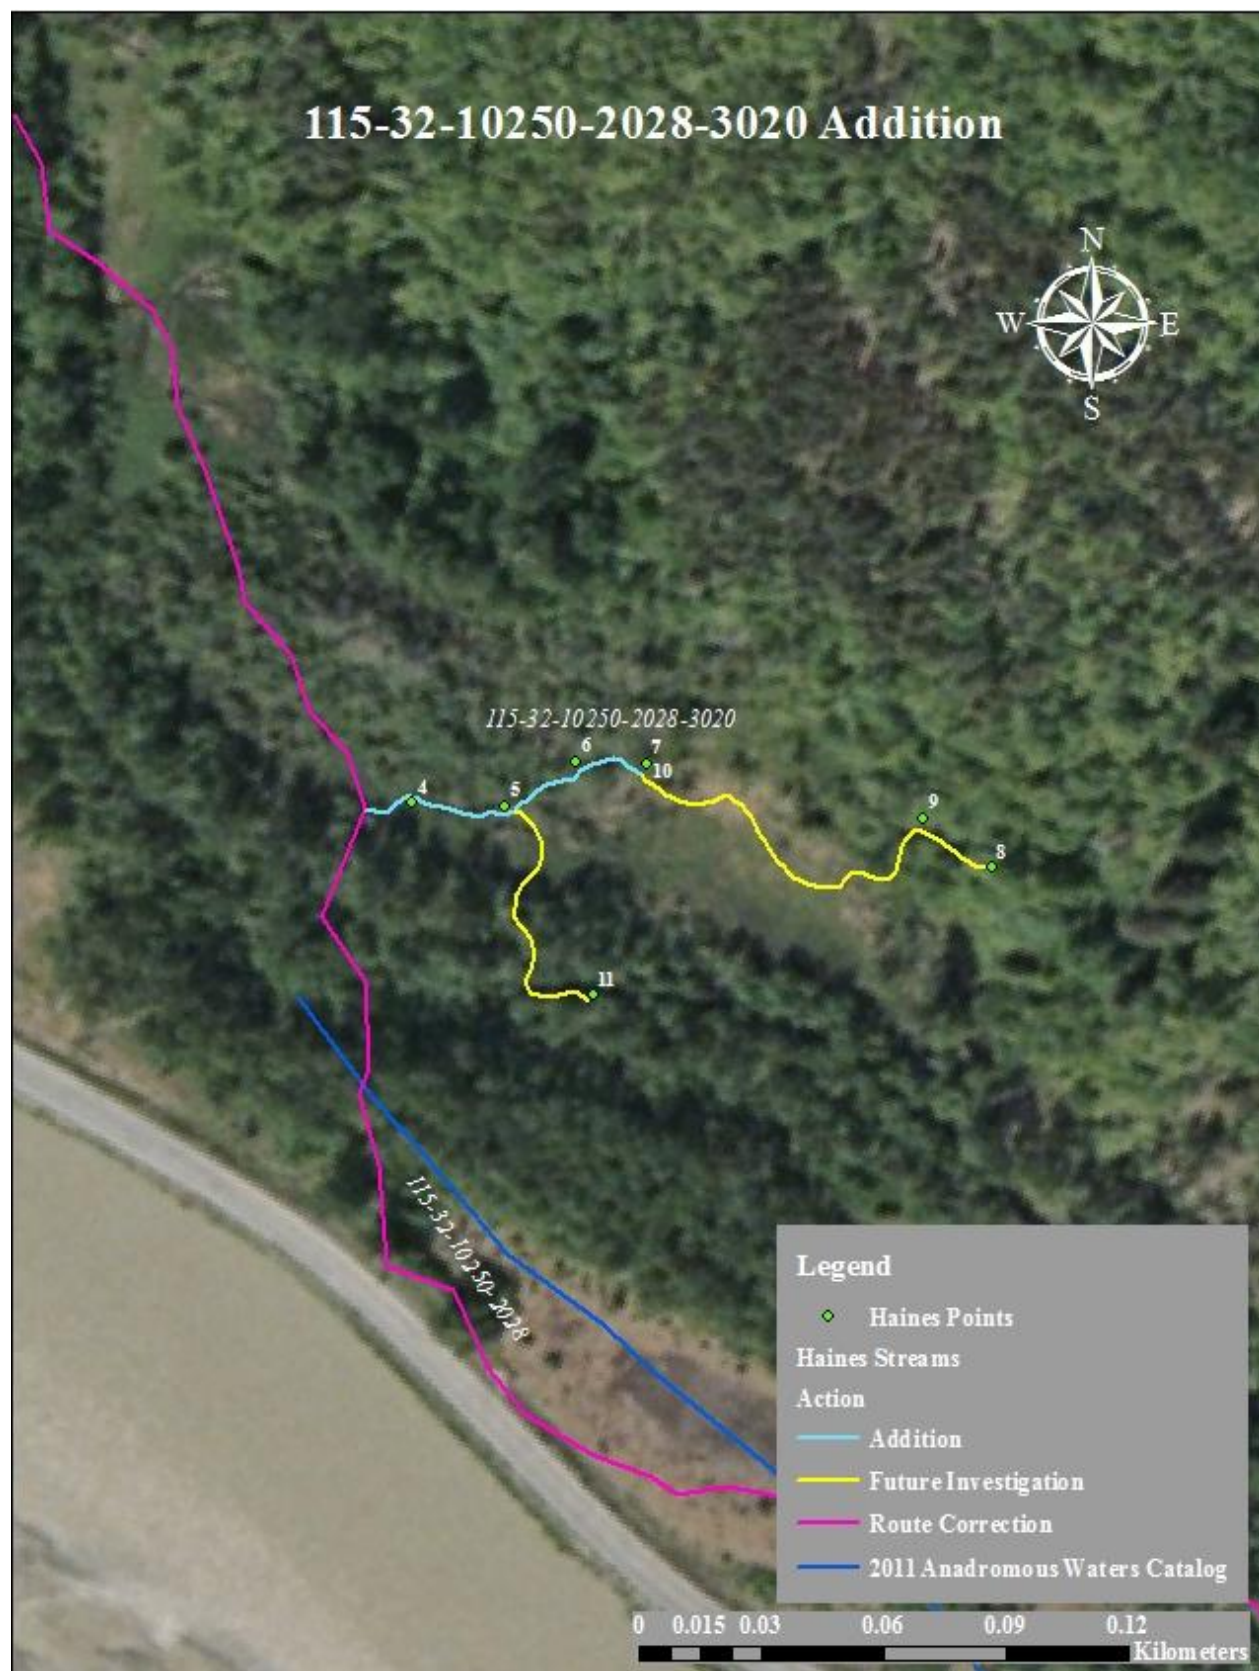 115-32-10250-2028-3020 Addition
N
W E
S
115-32-10250-2028-3020
6 7
10
4 5
9
8
11
115-32-10250-2028
Legend
Haines Points
Haines Streams
Action
Addition
Future Investigation
Route Correction
2011 Anadromous Waters Catalog
0 0.015 0.03 0.06 0.09 0.12
Kilometers